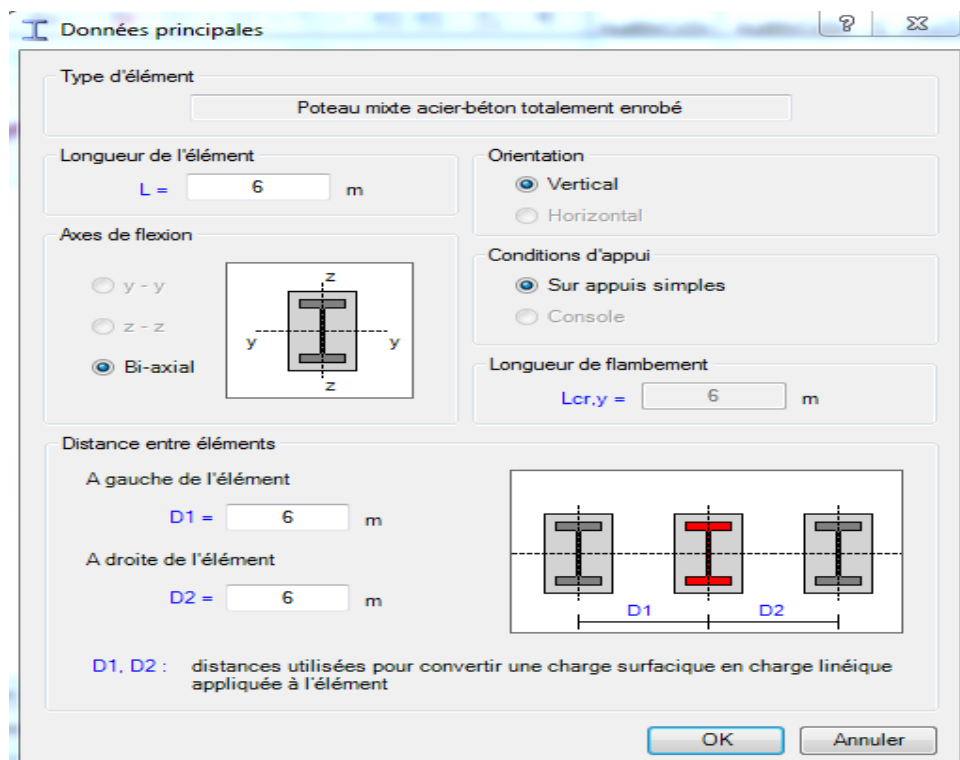 Données principales
?
Type d'élément
Poteau mixte acier-béton totalement enrobé
Longueur de l'élément
L = 6 m
Orientation
Vertical
Horizontal
Axes de flexion
y - y
z - z
Bi-axial
z
y y
z
Conditions d'appui
Sur appuis simples
Console
Longueur de flambement
Lcr,y = 6 m
Distance entre éléments
A gauche de l'élément
D1 = 6 m
A droite de l'élément
D2 = 6 m
D1 D2
D1, D2 : distances utilisées pour convertir une charge surfacique en charge linéique
appliquée à l'élément
OK Annuler